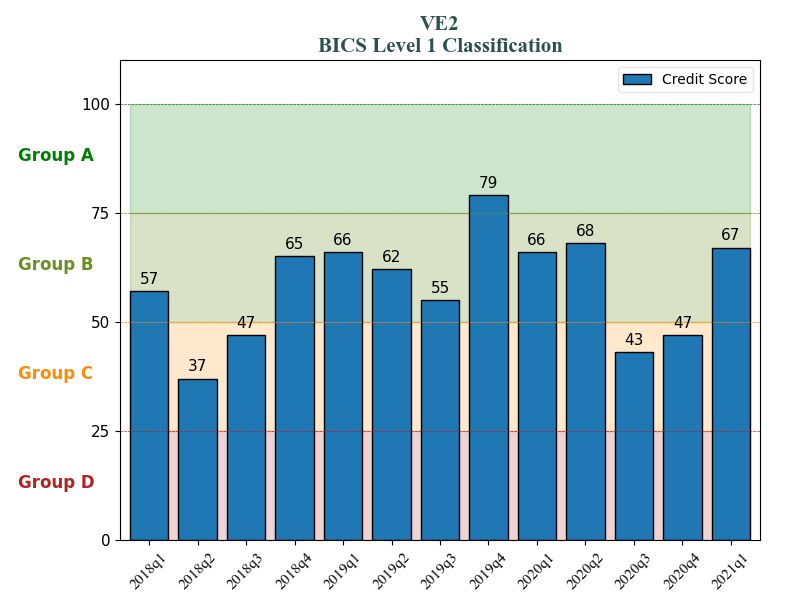 VE2
BICS Level 1 Classification
Credit Score
100
Group A
79
75
68
67
66
66
65
Group B
62
57
55
50
47
47
43
Group C
37
25
Group D
0
2018q1
2018q2
2018q3
2018q4
2019q1
2019q2
2019q3
2019q4
2020q1
2020q2
2020q3
2020q4
2021q1